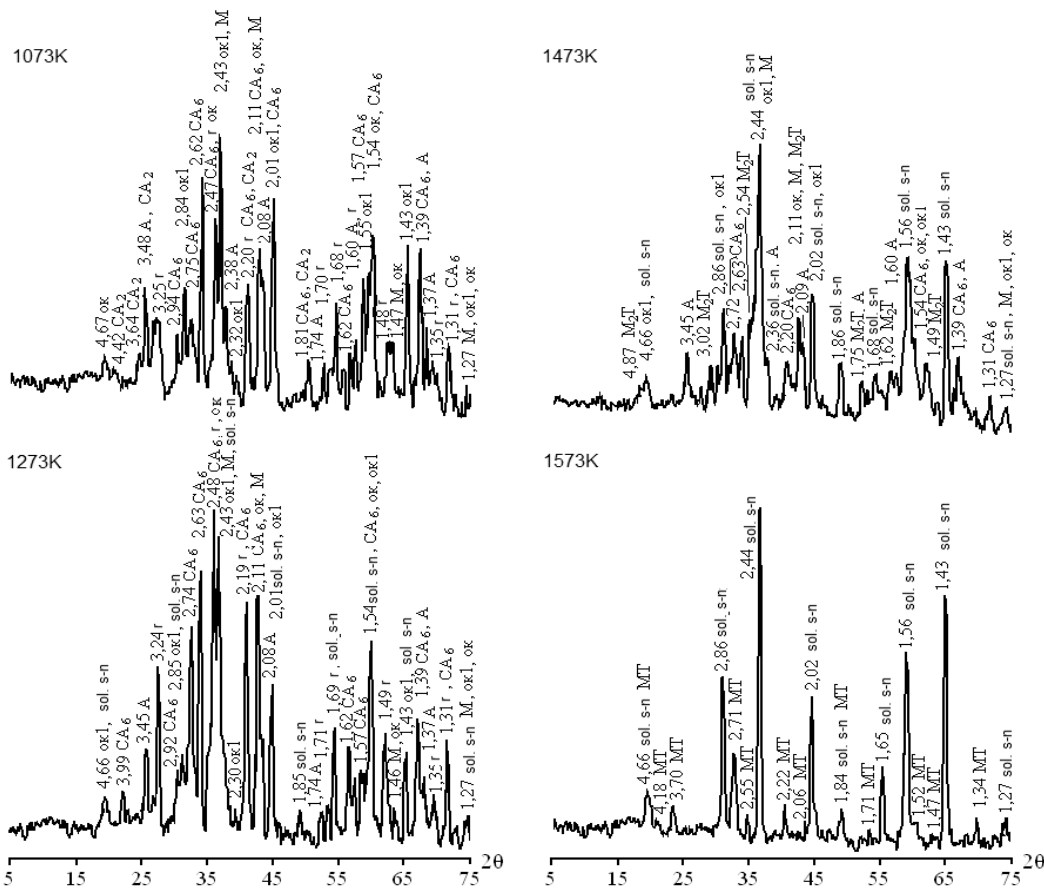 1073K
4,67 ок
4,42 CA2
3,64 CA2
3,48 A , CA2
3,25 r
2,94 CA6
2,84 ок1
2,75 CA6
2,62 CA6
2,47 CA6, r, ок
2,43 ок1, M
2,32 ок1
2,38 A
2,20 r CA6, CA2
2,11 CA6, ок, M
2,08 A
2,01 ок1, CA6
1,81 CA6, CA2
1,74 A
1,70 r
1,68 r
1,62 CA6
1,60 A, r
1,57 CA6
1,55 ок1
1,54 ок, CA6
1,48 r
1,47 M, ок
1,43 ок1
1,39 CA6, A
1,37 A
1,35 r
1,31 r, CA6
1,27 M, ок1, ок
1473K
4,87 M2T
4,66 ок1, sol. s-n
3,45 A
3,02 M2T
2,86 sol. s-n , ок1
2,72
2,63 CA6
2,54 M2T
2,44 sol. s-n
ок1, M
2,36 sol. s-n , A
2,20 CA6
2,11 ок, M , M2T
2,09 A
2,02 sol. s-n, ок1
1,86 sol. s-n
1,75 M2T, A
1,68 sol. s-n
1,62 M2T
1,60 A
1,56 sol. s-n
1,54 CA6, ок, ок1
1,49 M2T
1,43 sol. s-n
1,39 CA6, A
1,31 CA6
1,27 sol. s-n, M, ок1, ок
1273K
4,66 ок1, sol. s-n
3,99 CA6
3,45 A
3,24 r
2,92 CA6
2,85 ок1, sol. s-n
2,74 CA6
2,63 CA6
2,48 CA6, r, ок
2,43 ок1, M, sol. s-n
2,30 ок1
2,19 r , CA6
2,11 CA6, ок, M
2,08 A
2,01 sol. s-n, ок1
1,85 sol. s-n
1,74 A
1,71 r
1,69 r, sol. s-n
1,62 CA6
1,57 CA6
1,54 sol. s-n , CA6, ок, ок1
1,49 r
1,46 M, ок
1,43 ок1, sol. s-n
1,39 CA6, A
1,37 A
1,35 r
1,31 r , CA6
1,27 sol. s-n M, ок1, ок
5 15 25 35 45 55 65 75 2θ
1573K
4,66 sol. s-n MT
4,18 MT
3,70 MT
2,86 sol. s-n
2,71 MT
2,55 MT
2,44 sol. s-n
2,22 MT
2,06 MT
2,02 sol. s-n
1,84 sol. s-n MT
1,71 MT
1,65 sol. s-n
1,56 sol. s-n
1,52 MT
1,47 MT
1,43 sol. s-n
1,34 MT
1,27 sol. s-n
5 15 25 35 45 55 65 75 2θ